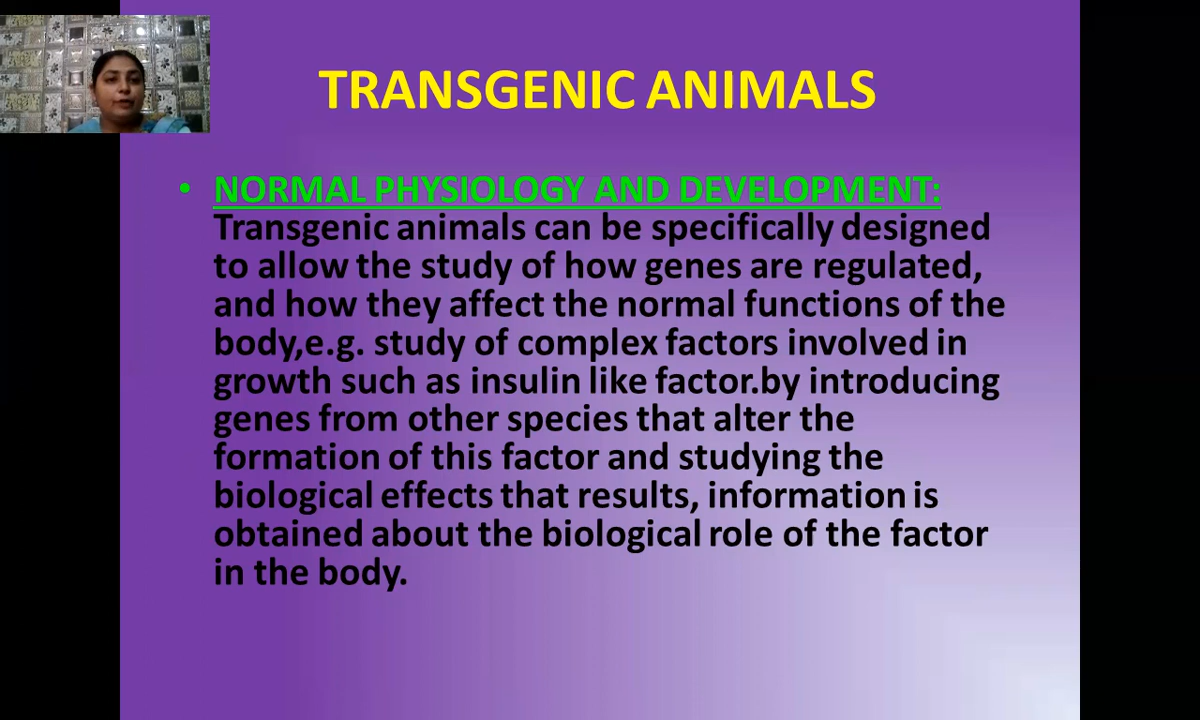 TRANSGENIC ANIMALS
• NORMAL PHYSIOLOGY AND DEVELOPMENT:
Transgenic animals can be specifically designed
to allow the study of how genes are regulated,
and how they affect the normal functions of the
body,e.g. study of complex factors involved in
growth such as insulin like factor.by introducing
genes from other species that alter the
formation of this factor and studying the
biological effects that results, information is
obtained about the biological role of the factor
in the body.